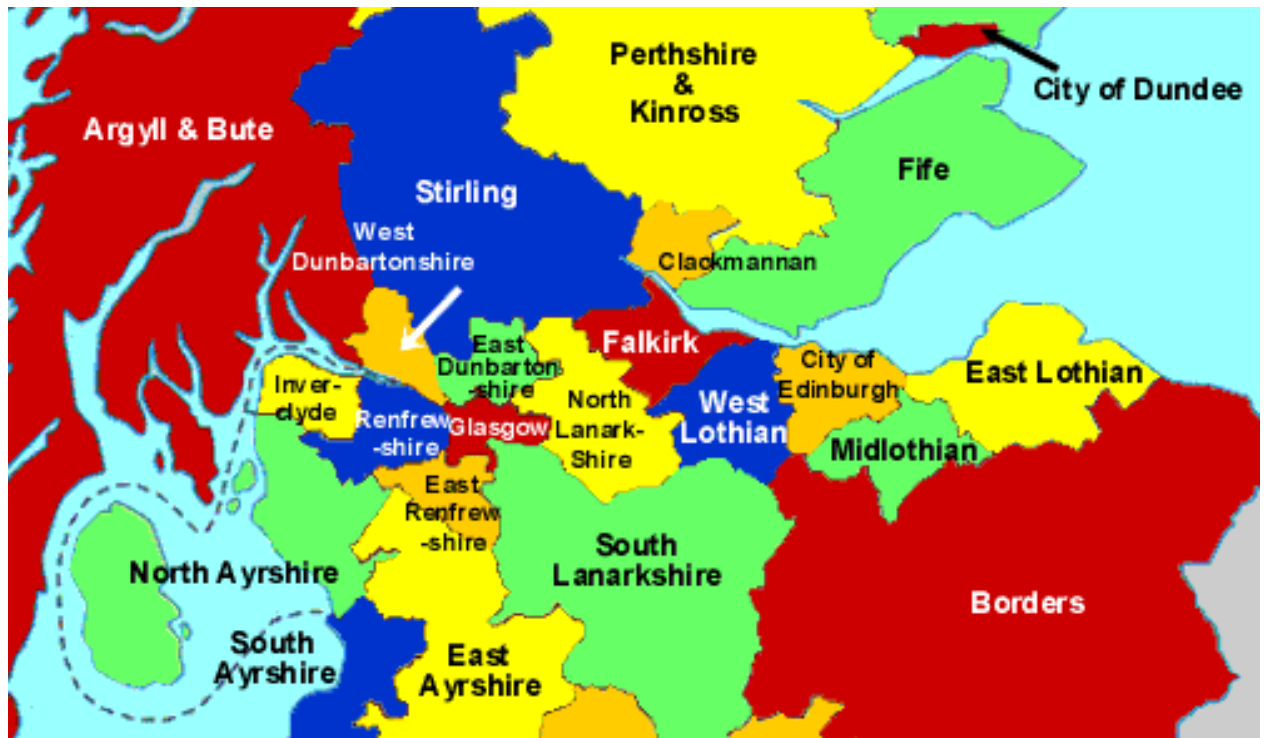 Perthshire
&
Kinross
City of Dundee
Argyll & Bute
Fife
Stirling
West
Dunbartonshire
Clackmannan
Falkirk
East
Dunbarton
-shire
City of
Edinburgh
East Lothian
Inver-
clyde
Renfrew
-shire
Glasgow
North
Lanark-
Shire
West
Lothian
Midlothian
East
Renfrew
-shire
South
Lanarkshire
North Ayrshire
Borders
South
Ayrshire
East
Ayrshire